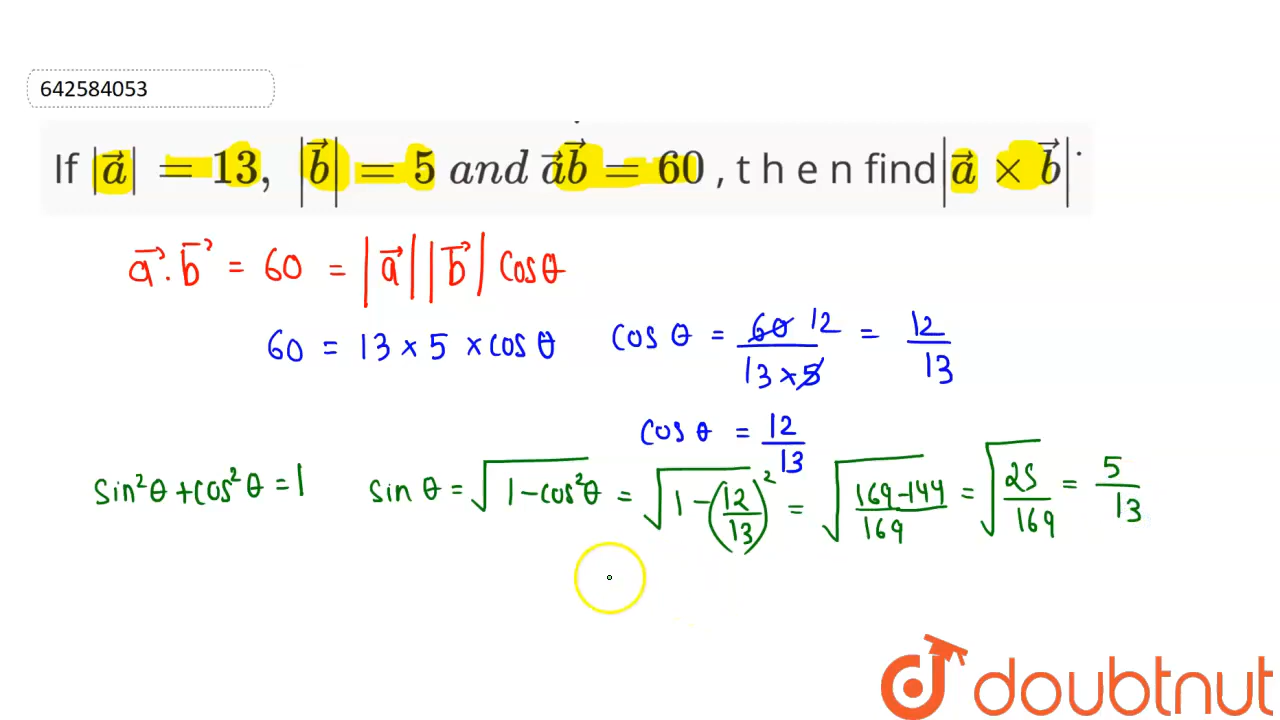 642584053
If |a⃗| = 13, |b⃗| = 5 and a⃗b⃗ = 60 , t h e n find |a⃗ × b⃗|.
a⃗ . b⃗ = 60 = |a⃗| |b⃗| cos θ
60 = 13 × 5 × cos θ    cos θ = 60 12 / 13 × 5 = 12/13
cos θ = 12/13
sin²θ + cos²θ = 1    sin θ = √(1 − cos²θ) = √(1 − (12/13)²) = √((169−144)/169) = √(25/169) = 5/13
doubtnut